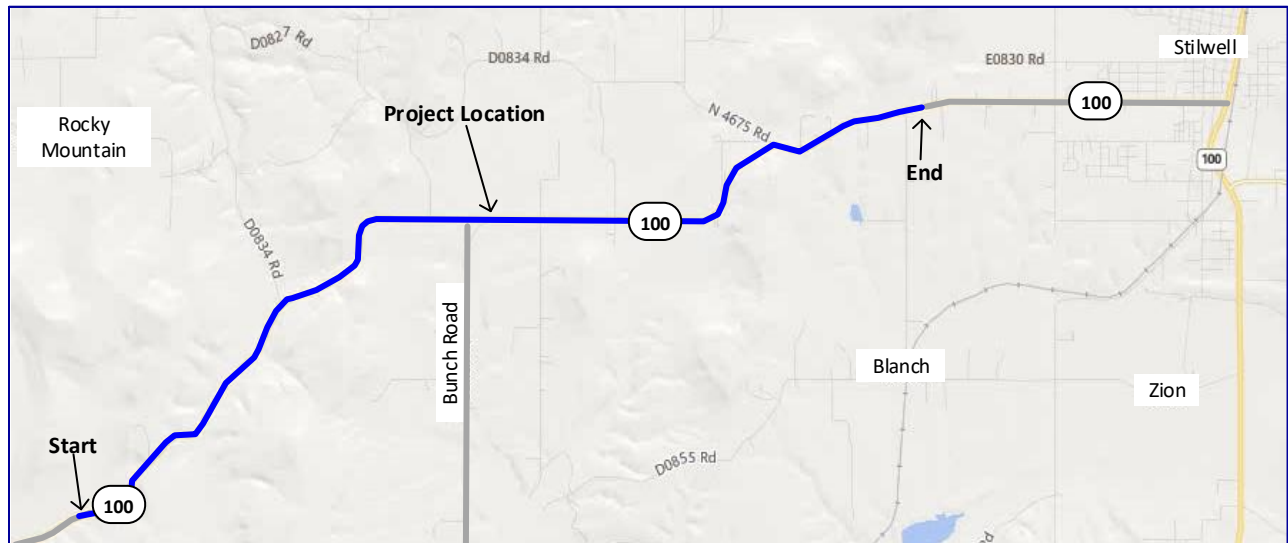 D0827 Rd
D0834 Rd
E0830 Rd
Stilwell
100
Project Location
N 4675 Rd
Rocky
Mountain
End
100
100
D0834 Rd
Bunch Road
Blanch
Zion
Start
D0855 Rd
100
Rd